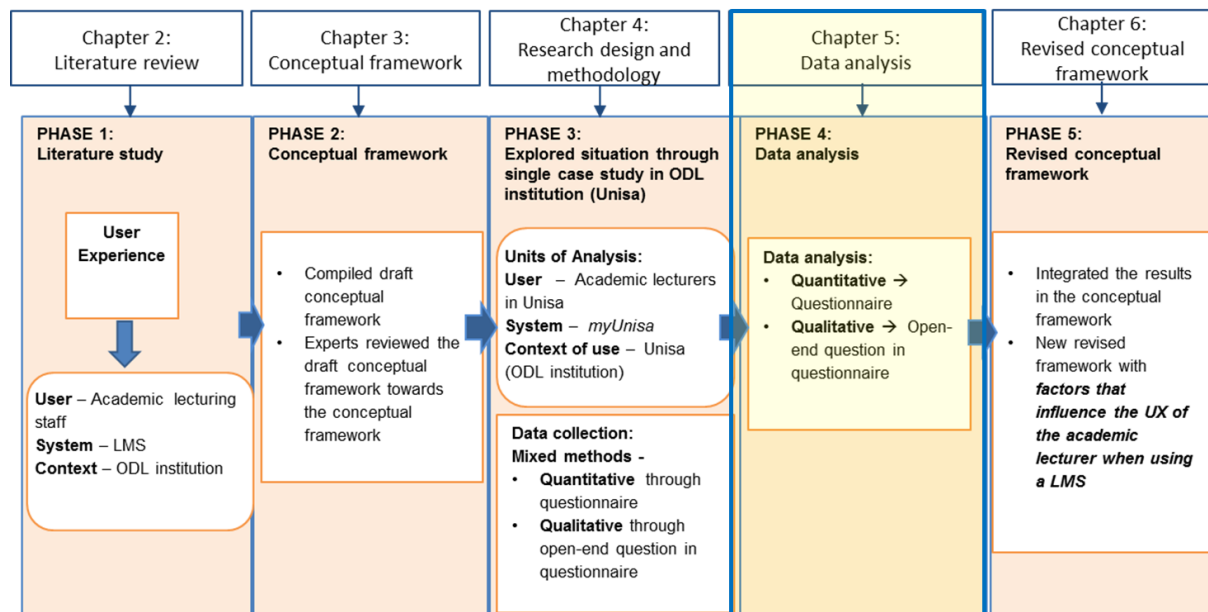 Chapter 2:
Literature review
Chapter 3:
Conceptual framework
Chapter 4:
Research design and
methodology
Chapter 5:
Data analysis
Chapter 6:
Revised conceptual
framework
PHASE 1:
Literature study
User
Experience
User – Academic lecturing
staff
System – LMS
Context – ODL institution
PHASE 2:
Conceptual framework
• Compiled draft
conceptual
framework
• Experts reviewed the
draft conceptual
framework towards
the conceptual
framework
PHASE 3:
Explored situation through
single case study in ODL
institution (Unisa)
Units of Analysis:
User – Academic lecturers
in Unisa
System – myUnisa
Context of use – Unisa
(ODL institution)
Data collection:
Mixed methods -
• Quantitative through
questionnaire
• Qualitative through
open-end question in
questionnaire
PHASE 4:
Data analysis
Data analysis:
• Quantitative →
Questionnaire
• Qualitative → Open-
end question in
questionnaire
PHASE 5:
Revised conceptual
framework
• Integrated the results
in the conceptual
framework
• New revised
framework with
factors that
influence the UX of
the academic
lecturer when using
a LMS